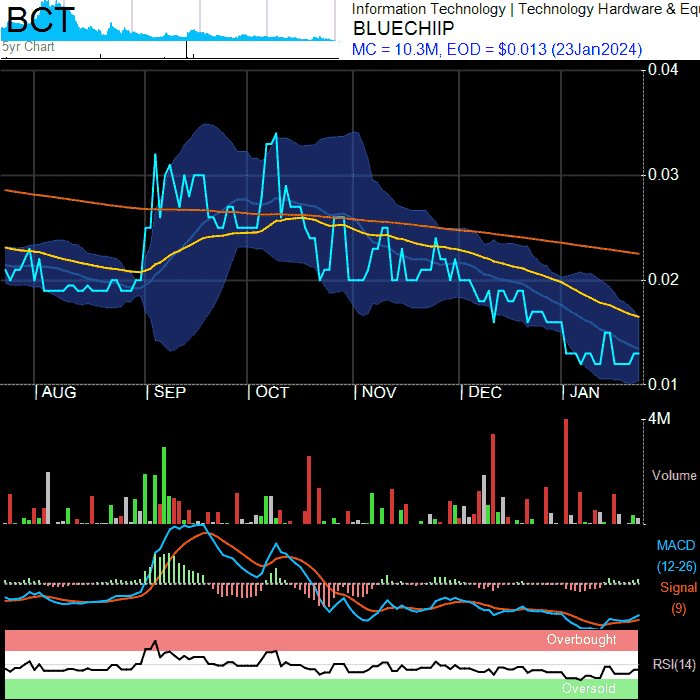 BCT
5yr Chart
Information Technology | Technology Hardware & Equ
BLUECHIIP
MC = 10.3M, EOD = $0.013 (23Jan2024)
0.04
0.03
0.02
0.01
AUG SEP OCT NOV DEC JAN
4M
Volume
MACD
(12-26)
Signal
(9)
Overbought
RSI(14)
Oversold